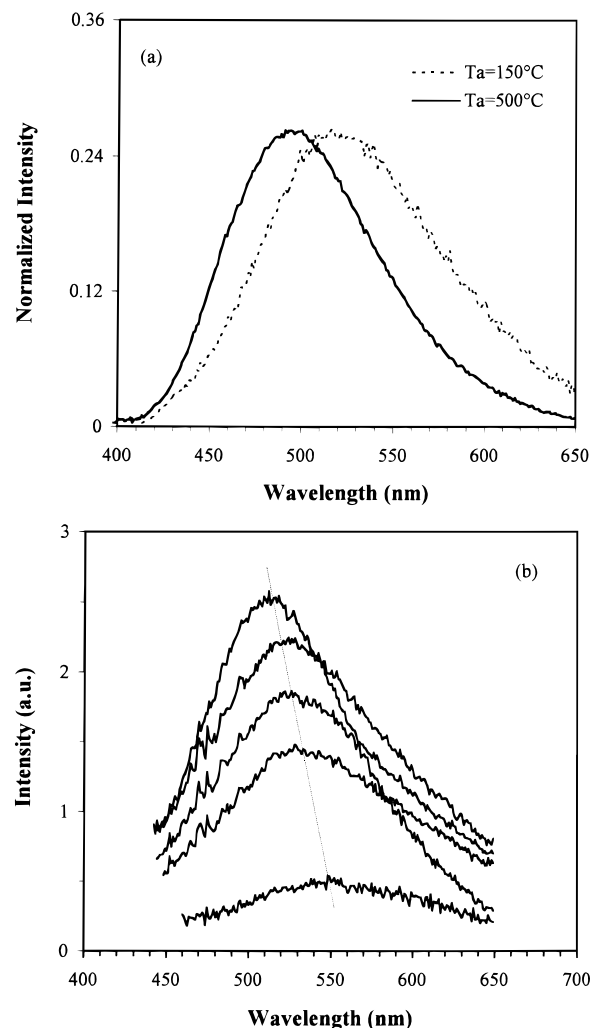 0.36
(a)
Ta=150°C
Ta=500°C
0.24
Normalized Intensity
0.12
0
400 450 500 550 600 650
Wavelength (nm)
3
(b)
2
Intensity (a.u.)
1
0
400 450 500 550 600 650 700
Wavelength (nm)